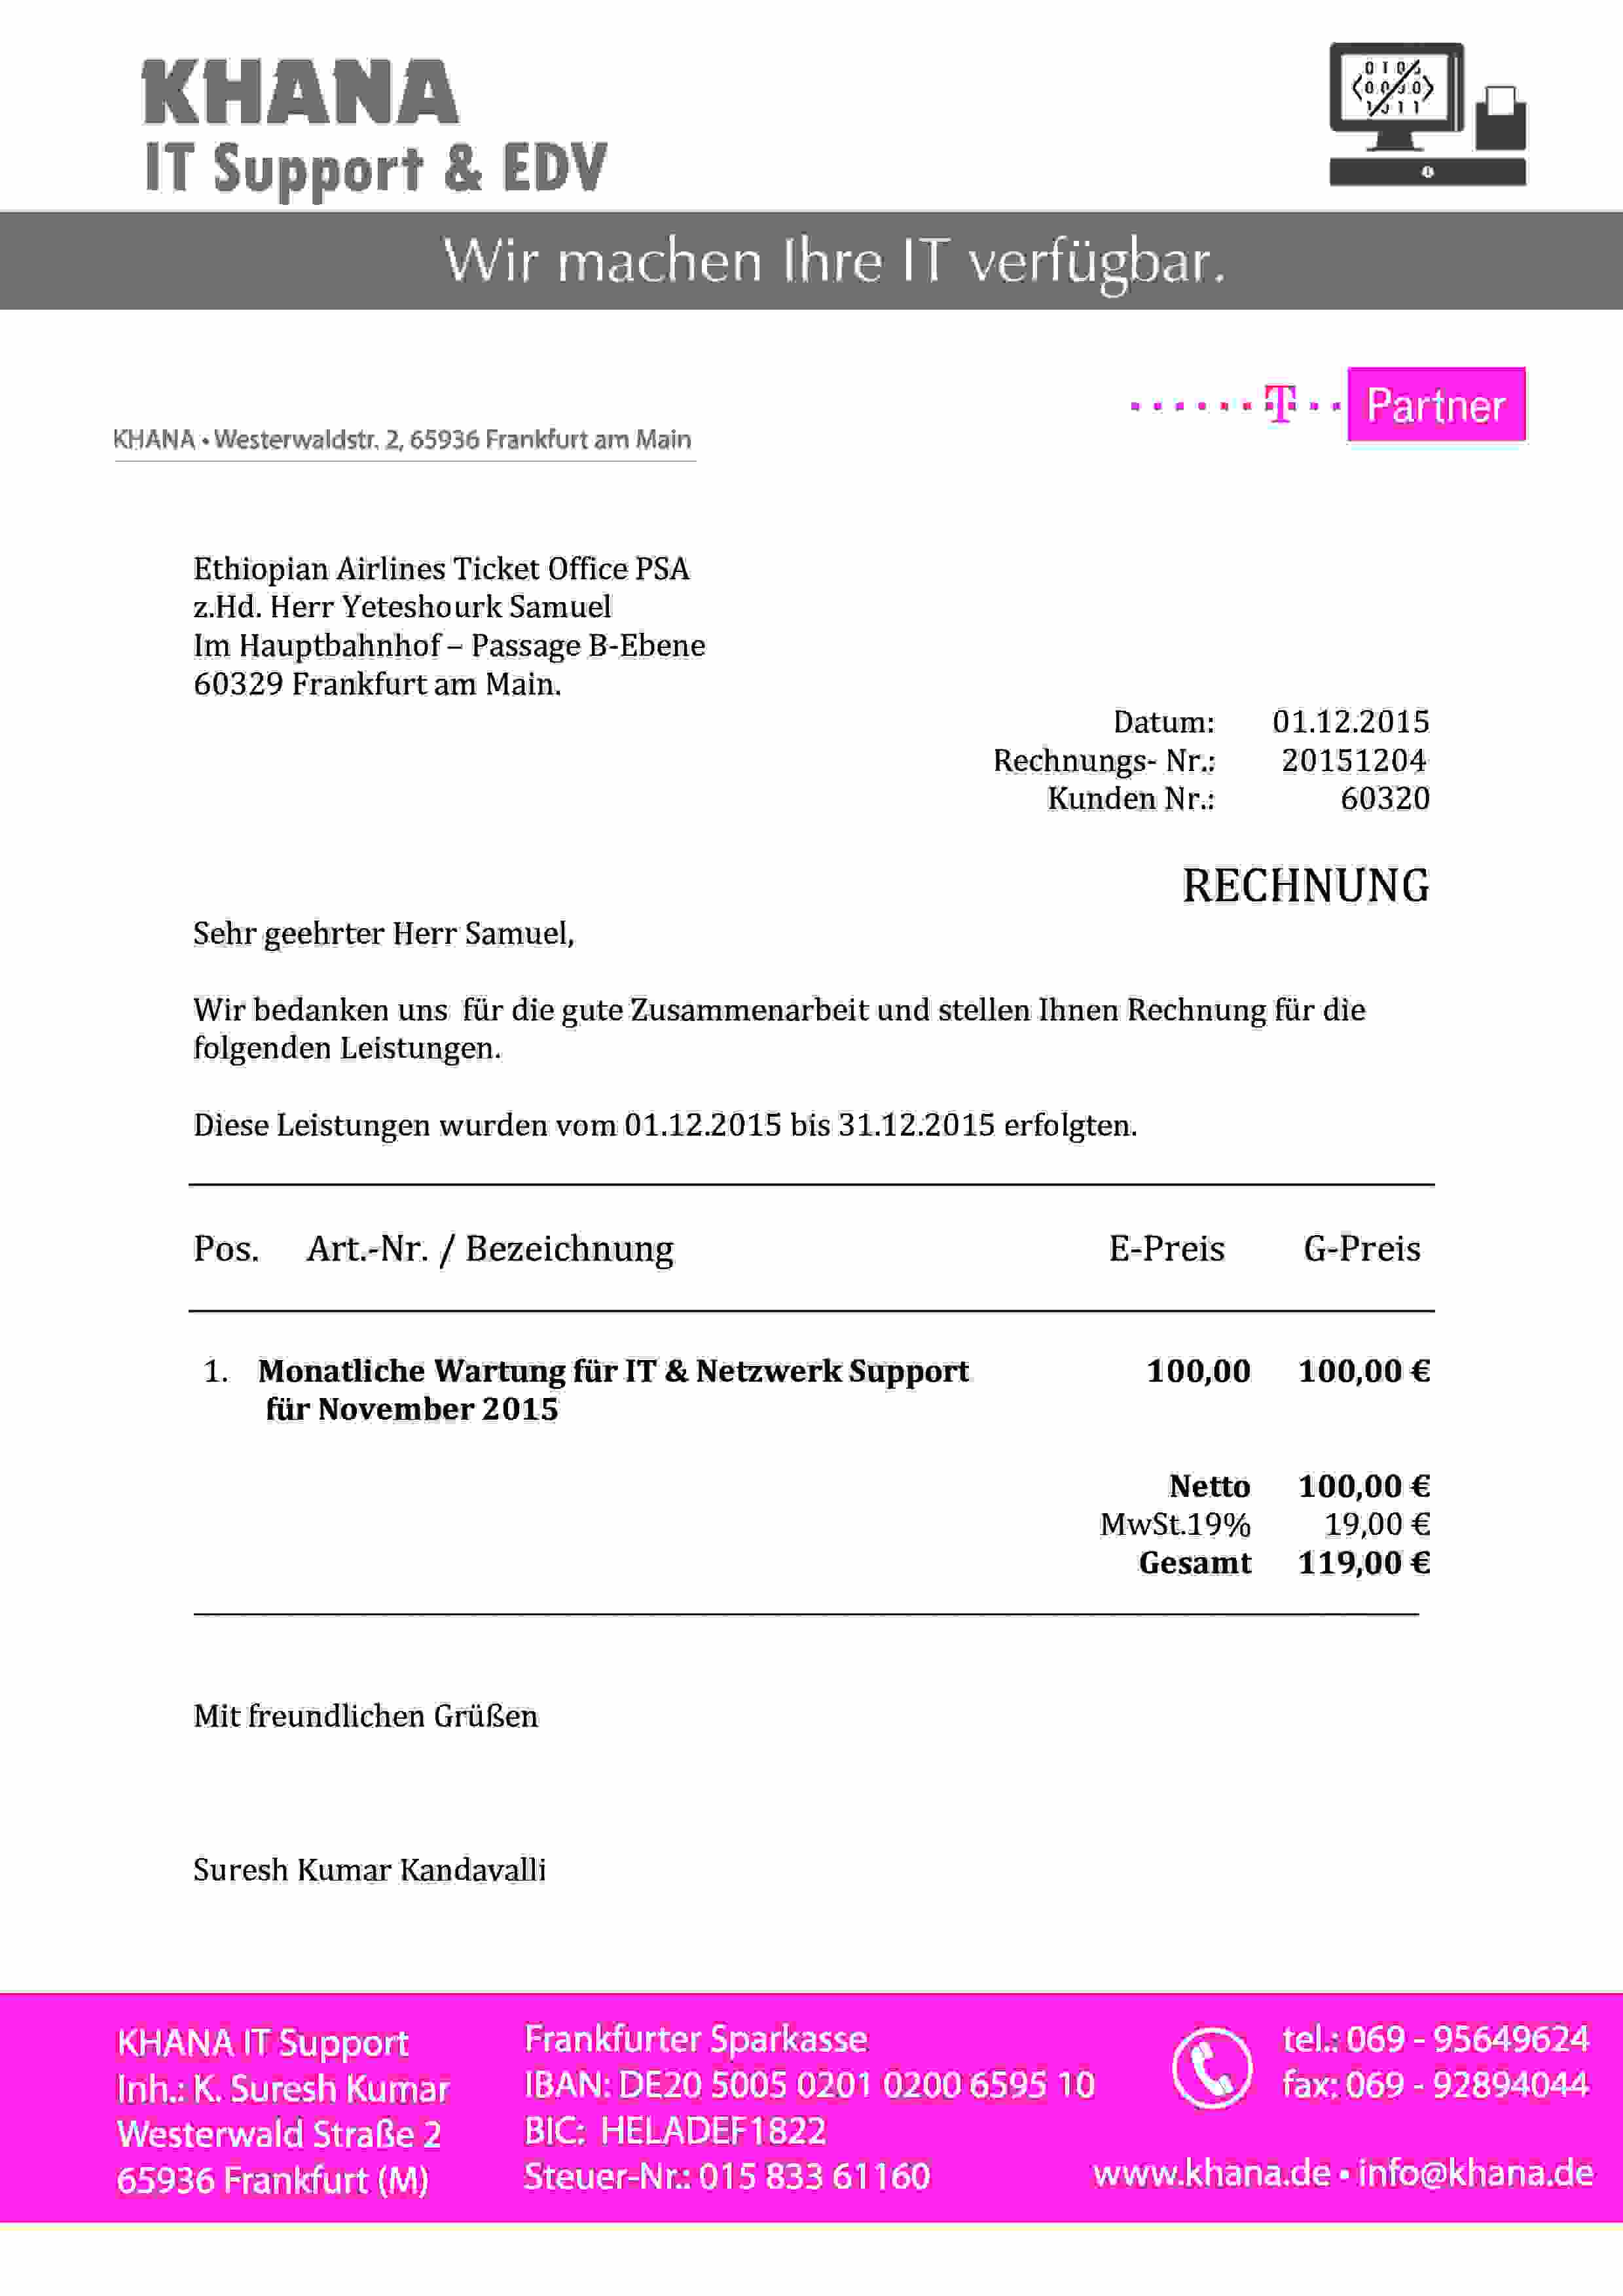 KHANA
IT Support & EDV
Wir machen Ihre IT verfügbar.
T Partner
KHANA • Westerwaldstr. 2, 65936 Frankfurt am Main
Ethiopian Airlines Ticket Office PSA
z.Hd. Herr Yeteshourk Samuel
Im Hauptbahnhof – Passage B-Ebene
60329 Frankfurt am Main.
Datum: 01.12.2015
Rechnungs- Nr.: 20151204
Kunden Nr.: 60320
RECHNUNG
Sehr geehrter Herr Samuel,
Wir bedanken uns für die gute Zusammenarbeit und stellen Ihnen Rechnung für die
folgenden Leistungen.
Diese Leistungen wurden vom 01.12.2015 bis 31.12.2015 erfolgten.
Pos. Art.-Nr. / Bezeichnung E-Preis G-Preis
1. Monatliche Wartung für IT & Netzwerk Support 100,00 100,00 €
für November 2015
Netto 100,00 €
MwSt.19% 19,00 €
Gesamt 119,00 €
Mit freundlichen Grüßen
Suresh Kumar Kandavalli
KHANA IT Support
Inh.: K. Suresh Kumar
Westerwald Straße 2
65936 Frankfurt (M)
Frankfurter Sparkasse
IBAN: DE20 5005 0201 0200 6595 10
BIC: HELADEF1822
Steuer-Nr.: 015 833 61160
tel.: 069 - 95649624
fax: 069 - 92894044
www.khana.de • info@khana.de